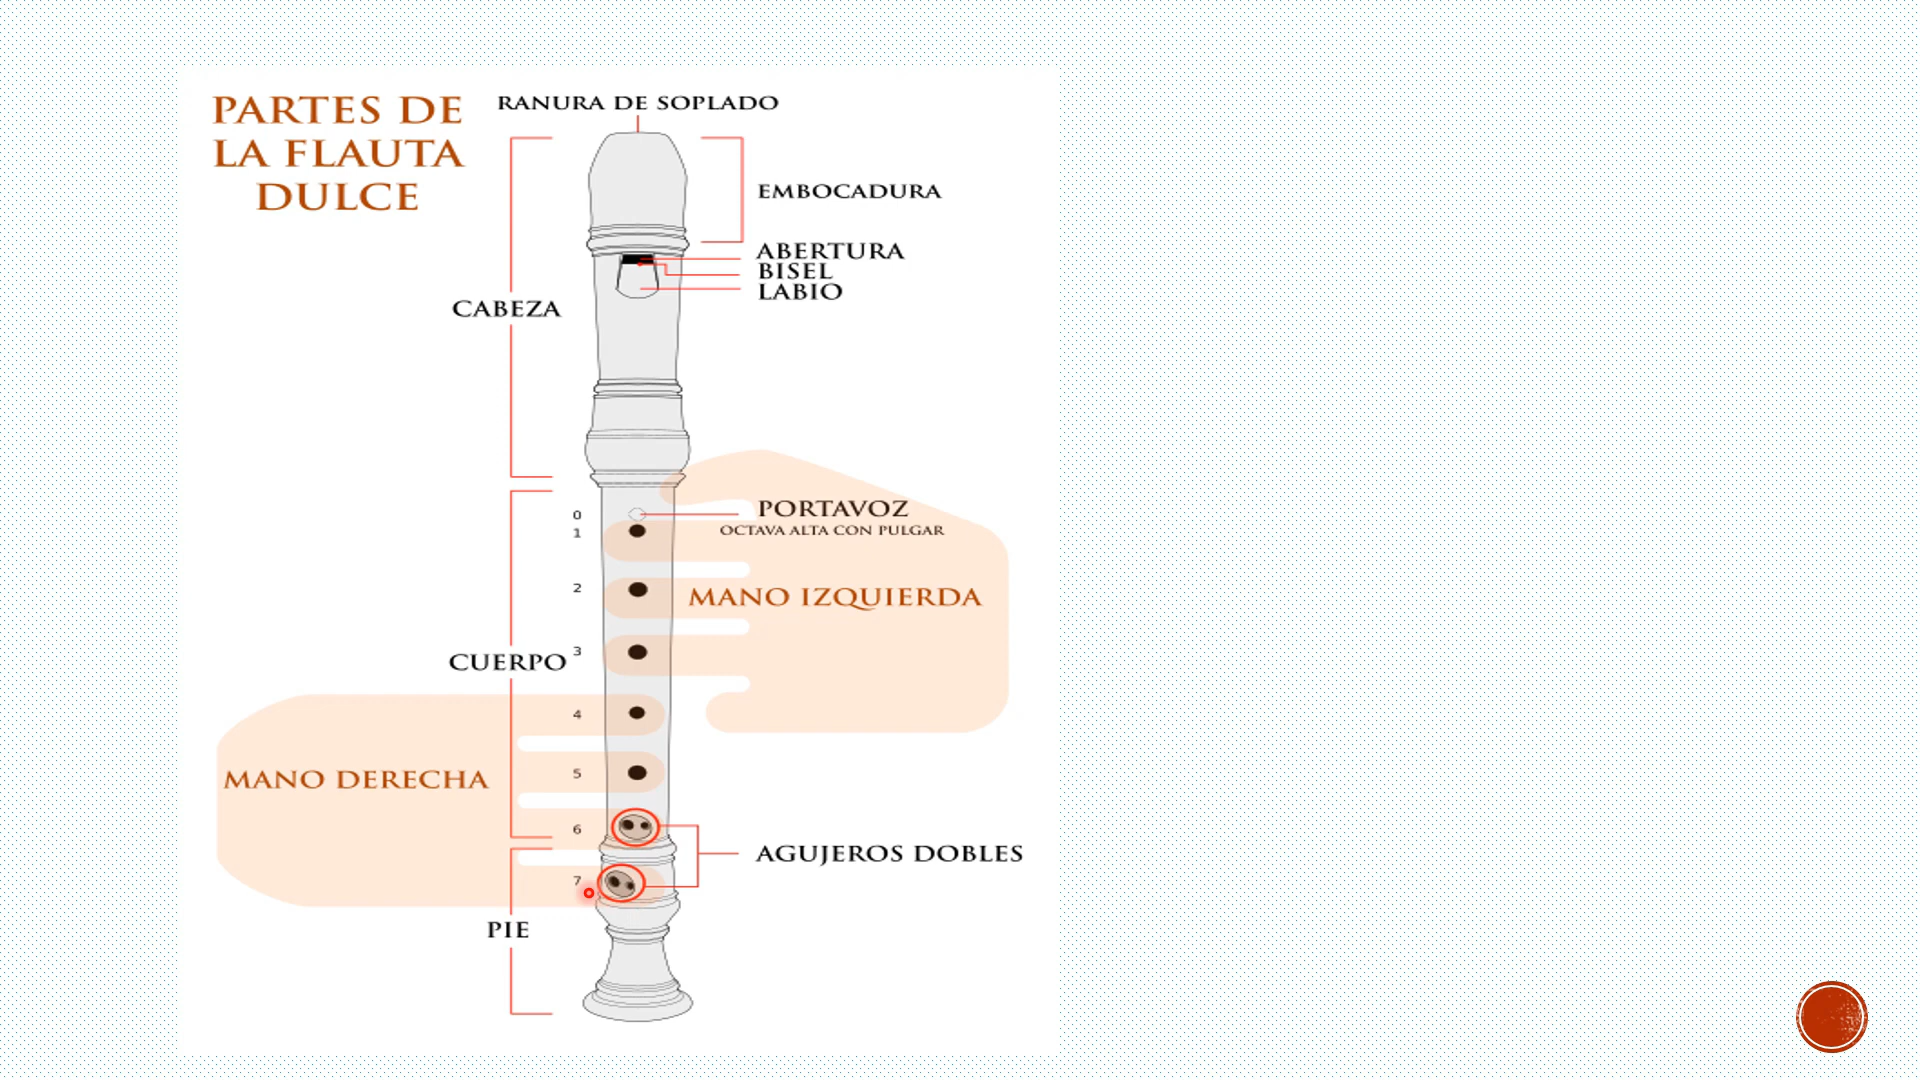 PARTES DE
LA FLAUTA
DULCE
RANURA DE SOPLADO
EMBOCADURA
ABERTURA
BISEL
LABIO
CABEZA
0
PORTAVOZ
1
OCTAVA ALTA CON PULGAR
2
MANO IZQUIERDA
CUERPO
3
4
MANO DERECHA
5
6
AGUJEROS DOBLES
7
PIE